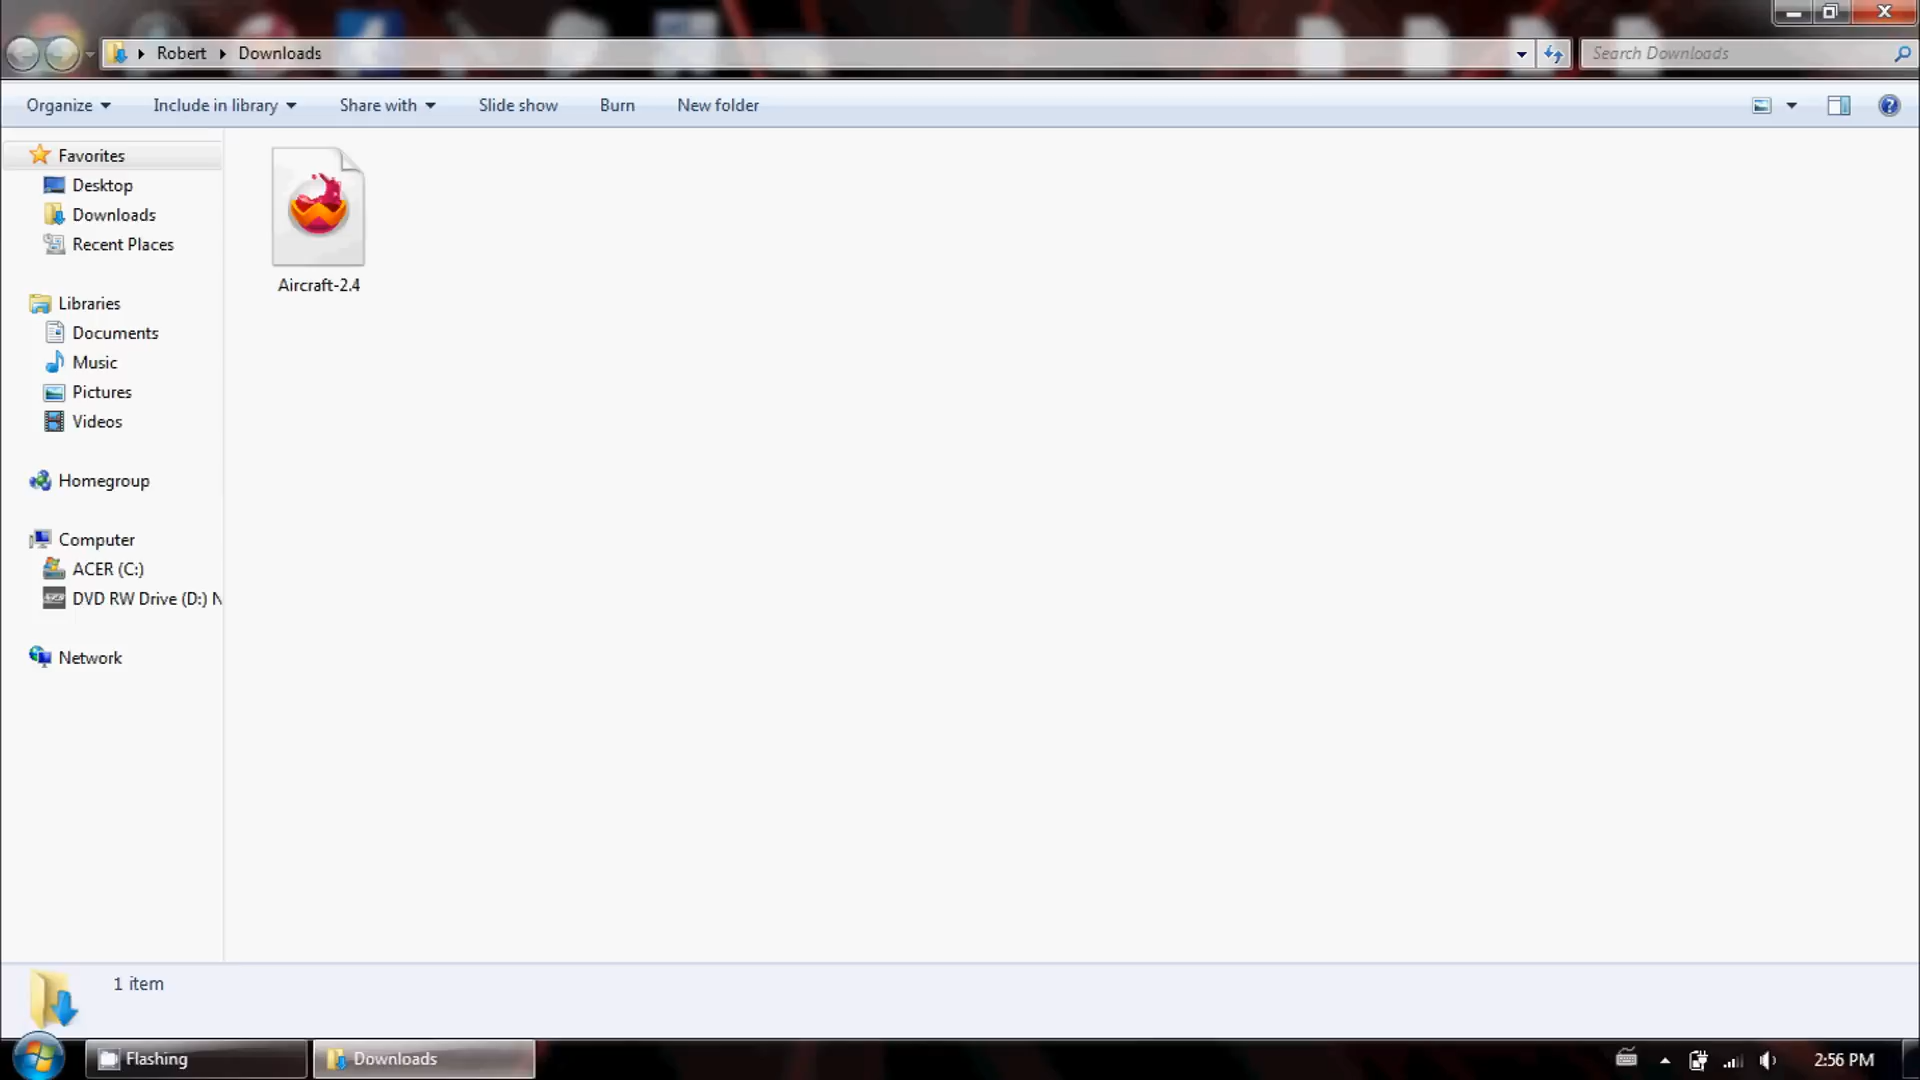 Robert
Downloads
Search Downloads
Organize
Include in library
Share with
Slide show
Burn
New folder
Favorites
Desktop
Downloads
Recent Places
Libraries
Documents
Music
Pictures
Videos
Homegroup
Computer
ACER (C:)
DVD RW Drive (D:) N
Network
Aircraft-2.4
1 item
Flashing
Downloads
2:56 PM